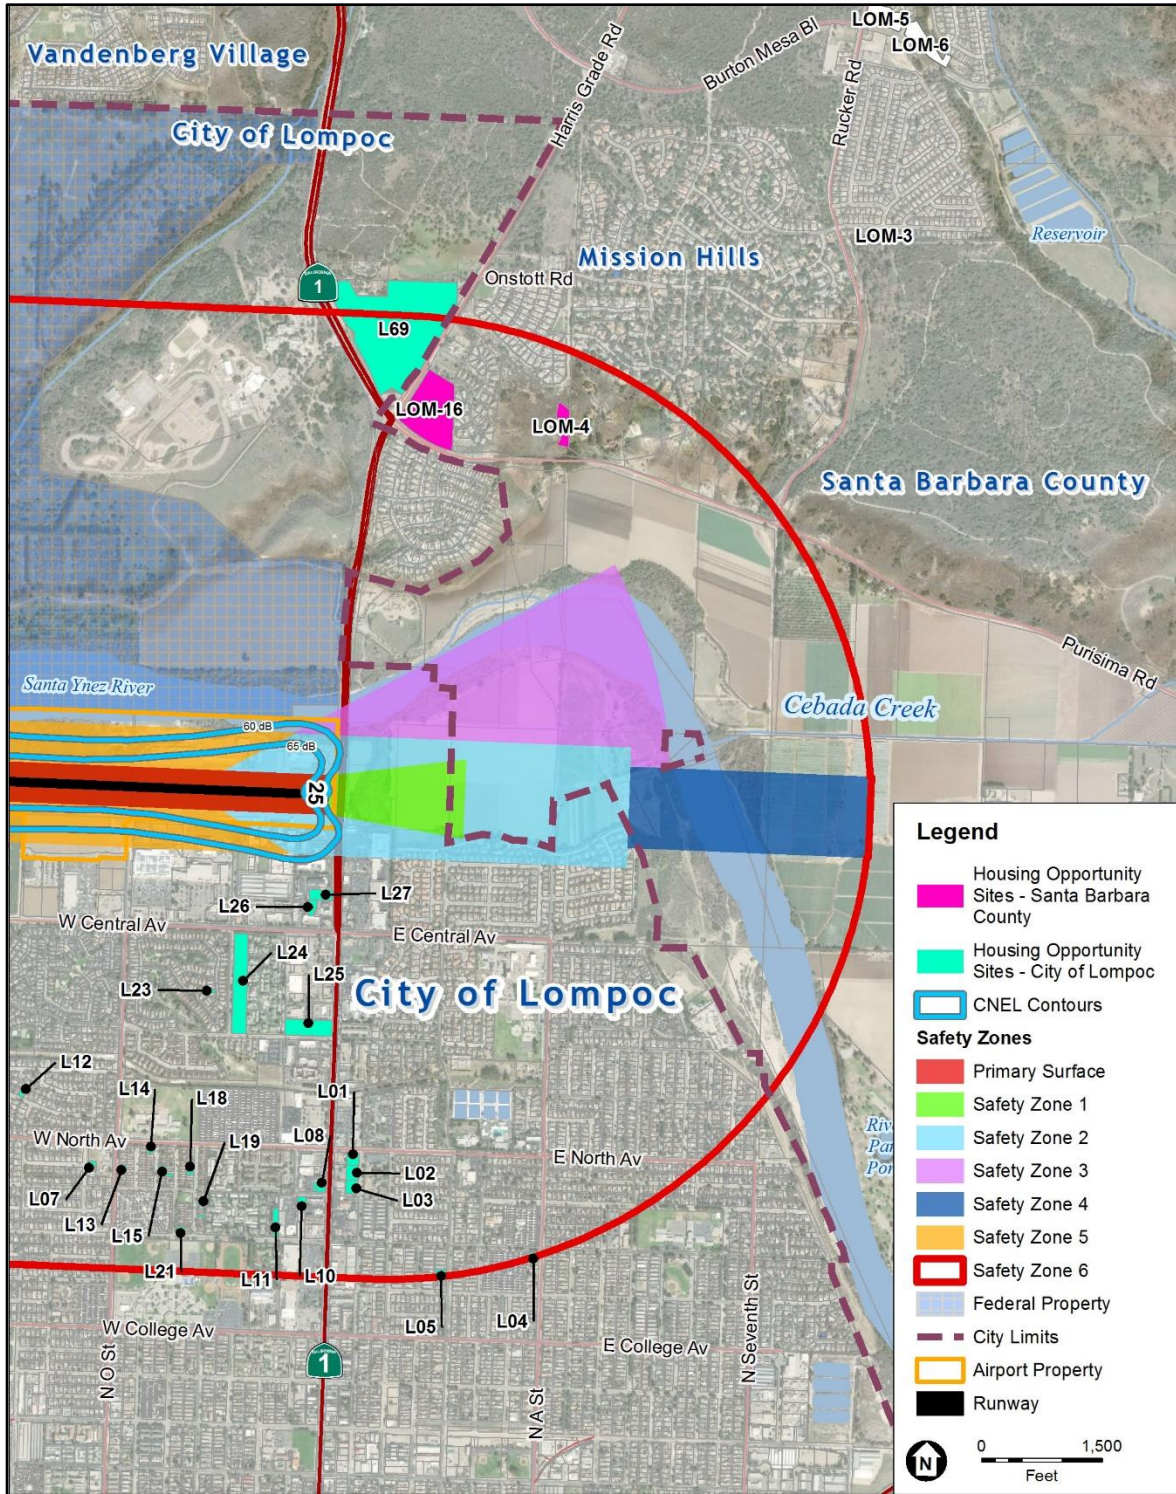 LOM-5
LOM-6
Vandenberg Village
Harris Grade Rd
Burton Mesa Bl
Rucker Rd
City of Lompoc
LOM-3
Reservoir
Mission Hills
Onstott Rd
CALIFORNIA
1
L69
LOM-16
LOM-4
Santa Barbara
County
Purisima Rd
Santa Ynez River
Cebada Creek
60 dB
65 dB
25
L27
L26
W Central Av
E Central Av
L24
L25
L23
City of Lompoc
L12
L14
L18
L01
W North Av
L19
L08
E North Av
L02
L07
L03
L13
L15
L21
L11
L10
L05
L04
W College Av
E College Av
N O St
N A St
N Seventh St
1
Legend
Housing Opportunity
Sites - Santa Barbara
County
Housing Opportunity
Sites - City of Lompoc
CNEL Contours
Safety Zones
Primary Surface
Safety Zone 1
Safety Zone 2
Safety Zone 3
Safety Zone 4
Safety Zone 5
Safety Zone 6
Federal Property
City Limits
Airport Property
Runway
N
0 1,500
Feet